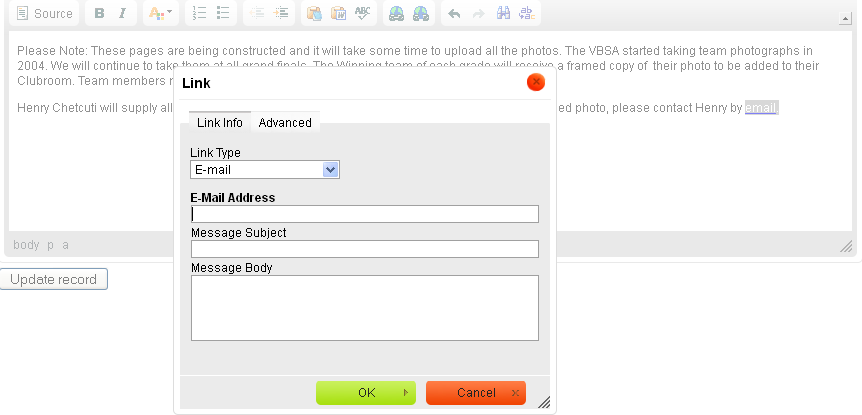 Source B I
Please Note: These pages are being constructed and it will take some time to upload all the photos. The VBSA started taking team photographs in
2004. We will continue to take them at all grand finals. The Winning team of each grade will receive a framed copy of their photo to be added to their
Clubroom. Team members
Henry Chetcuti will supply all ed photo, please contact Henry by email.
body p a
Update record
Link
Link Info Advanced
Link Type
E-mail
E-Mail Address
Message Subject
Message Body
OK Cancel